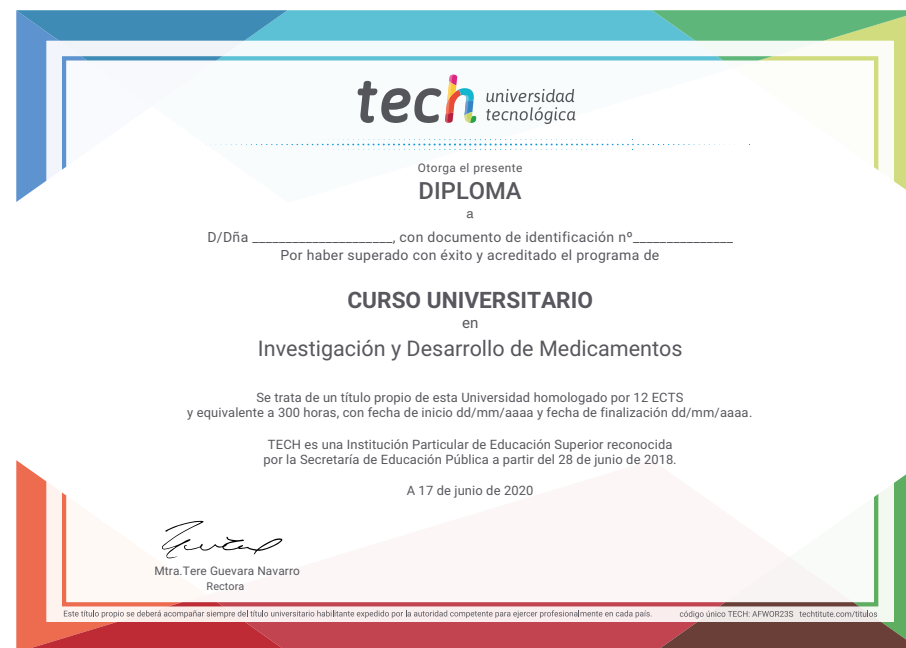 tech universidad
tecnológica
Otorga el presente
DIPLOMA
a
D/Dña ______________________, con documento de identificación nº_______________
Por haber superado con éxito y acreditado el programa de
CURSO UNIVERSITARIO
en
Investigación y Desarrollo de Medicamentos
Se trata de un título propio de esta Universidad homologado por 12 ECTS
y equivalente a 300 horas, con fecha de inicio dd/mm/aaaa y fecha de finalización dd/mm/aaaa.
TECH es una Institución Particular de Educación Superior reconocida
por la Secretaría de Educación Pública a partir del 28 de junio de 2018.
A 17 de junio de 2020
Mtra.Tere Guevara Navarro
Rectora
Este título propio se deberá acompañar siempre del título universitario habilitante expedido por la autoridad competente para ejercer profesionalmente en cada país. código único TECH: AFWOR23S techtitute.com/títulos